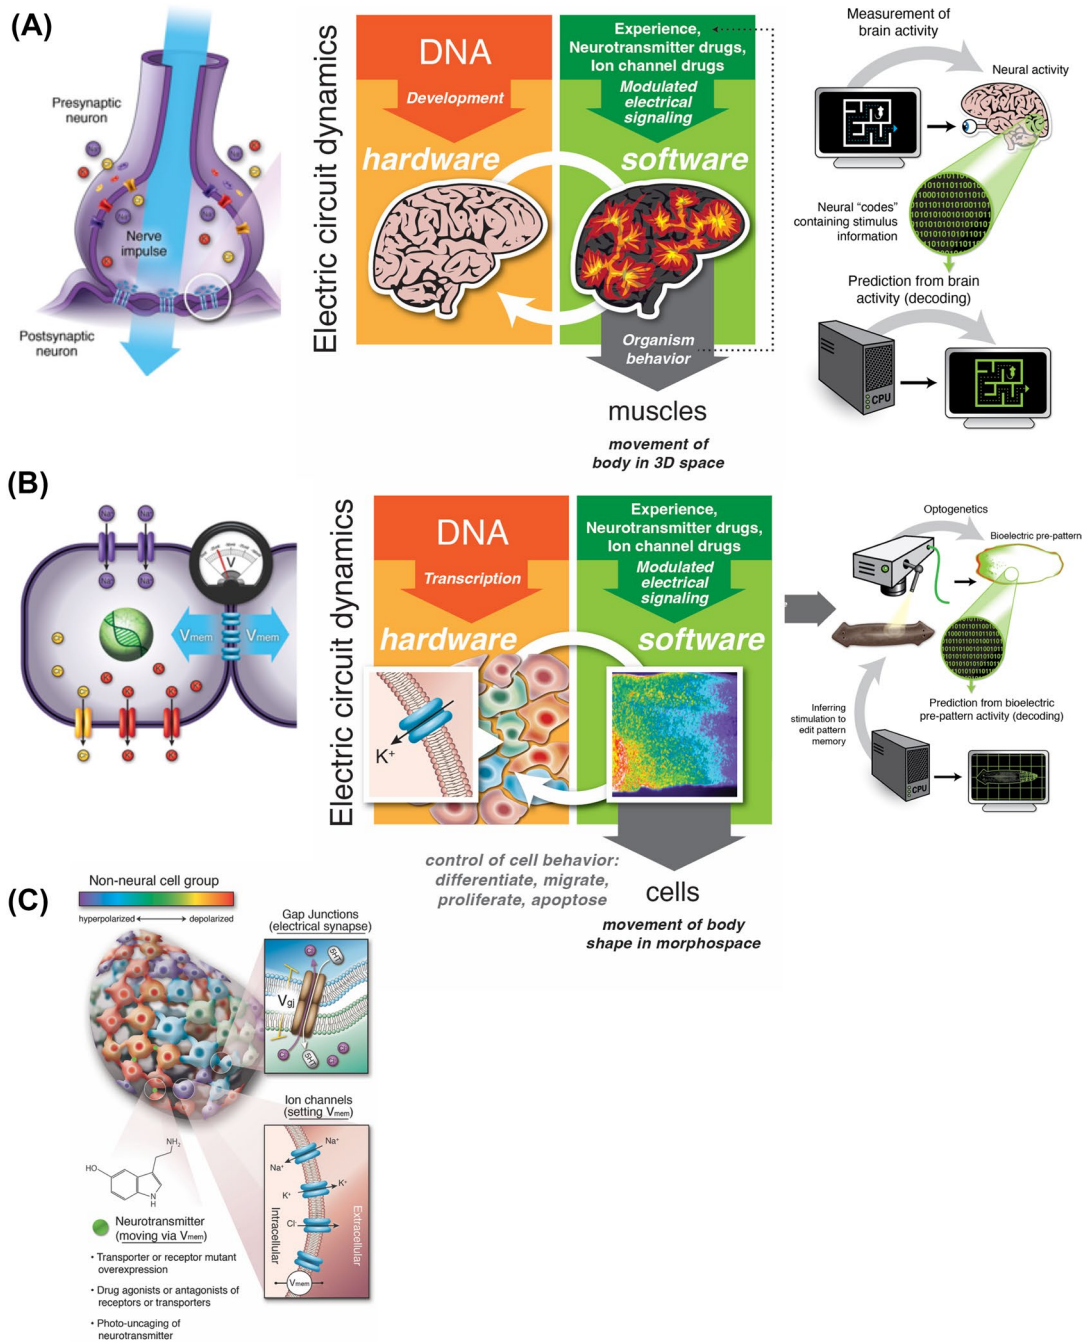 (A)
Presynaptic
neuron
Nerve
impulse
Postsynaptic
neuron
Electric circuit dynamics
DNA
Development
hardware
Experience,
Neurotransmitter drugs,
Ion channel drugs
Modulated
electrical
signaling
software
Organism
behavior
muscles
movement of
body in 3D space
Measurement of
brain activity
Neural activity
Neural “codes”
containing stimulus
information
Prediction from brain
activity (decoding)
CPU
(B)
Na⁺
Na⁺
Na⁺
Na⁺
V
Vmem
Vmem
Electric circuit dynamics
DNA
Transcription
hardware
K⁺
Experience,
Neurotransmitter drugs,
Ion channel drugs
Modulated
electrical
signaling
software
control of cell behavior:
differentiate, migrate,
proliferate, apoptose
cells
movement of body
shape in morphospace
Optogenetics
Bioelectric pre-pattern
Prediction from bioelectric
pre-pattern activity (decoding)
Inferring
stimulation to
edit pattern
memory
CPU
(C)
Non-neural cell group
hyperpolarized
depolarized
Gap Junctions
(electrical synapse)
5HT
Vgj
5HT
Ion channels
(setting Vmem)
Na⁺
Na⁺
K⁺
K⁺
Cl⁻
Intracellular
Extracellular
Vmem
NH₂
HO
N
H
Neurotransmitter
(moving via Vmem)
• Transporter or receptor mutant
overexpression
• Drug agonists or antagonists of
receptors or transporters
• Photo-uncaging of
neurotransmitter